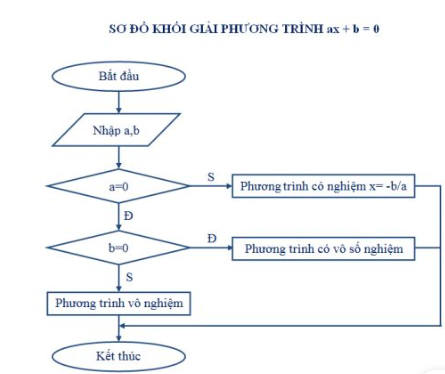 SƠ ĐỒ KHỐI GIẢI PHƯƠNG TRÌNH ax + b = 0
Bắt đầu
Nhập a,b
a=0
S
Phương trình có nghiệm x= -b/a
Đ
b=0
Đ
Phương trình có vô số nghiệm
S
Phương trình vô nghiệm
Kết thúc